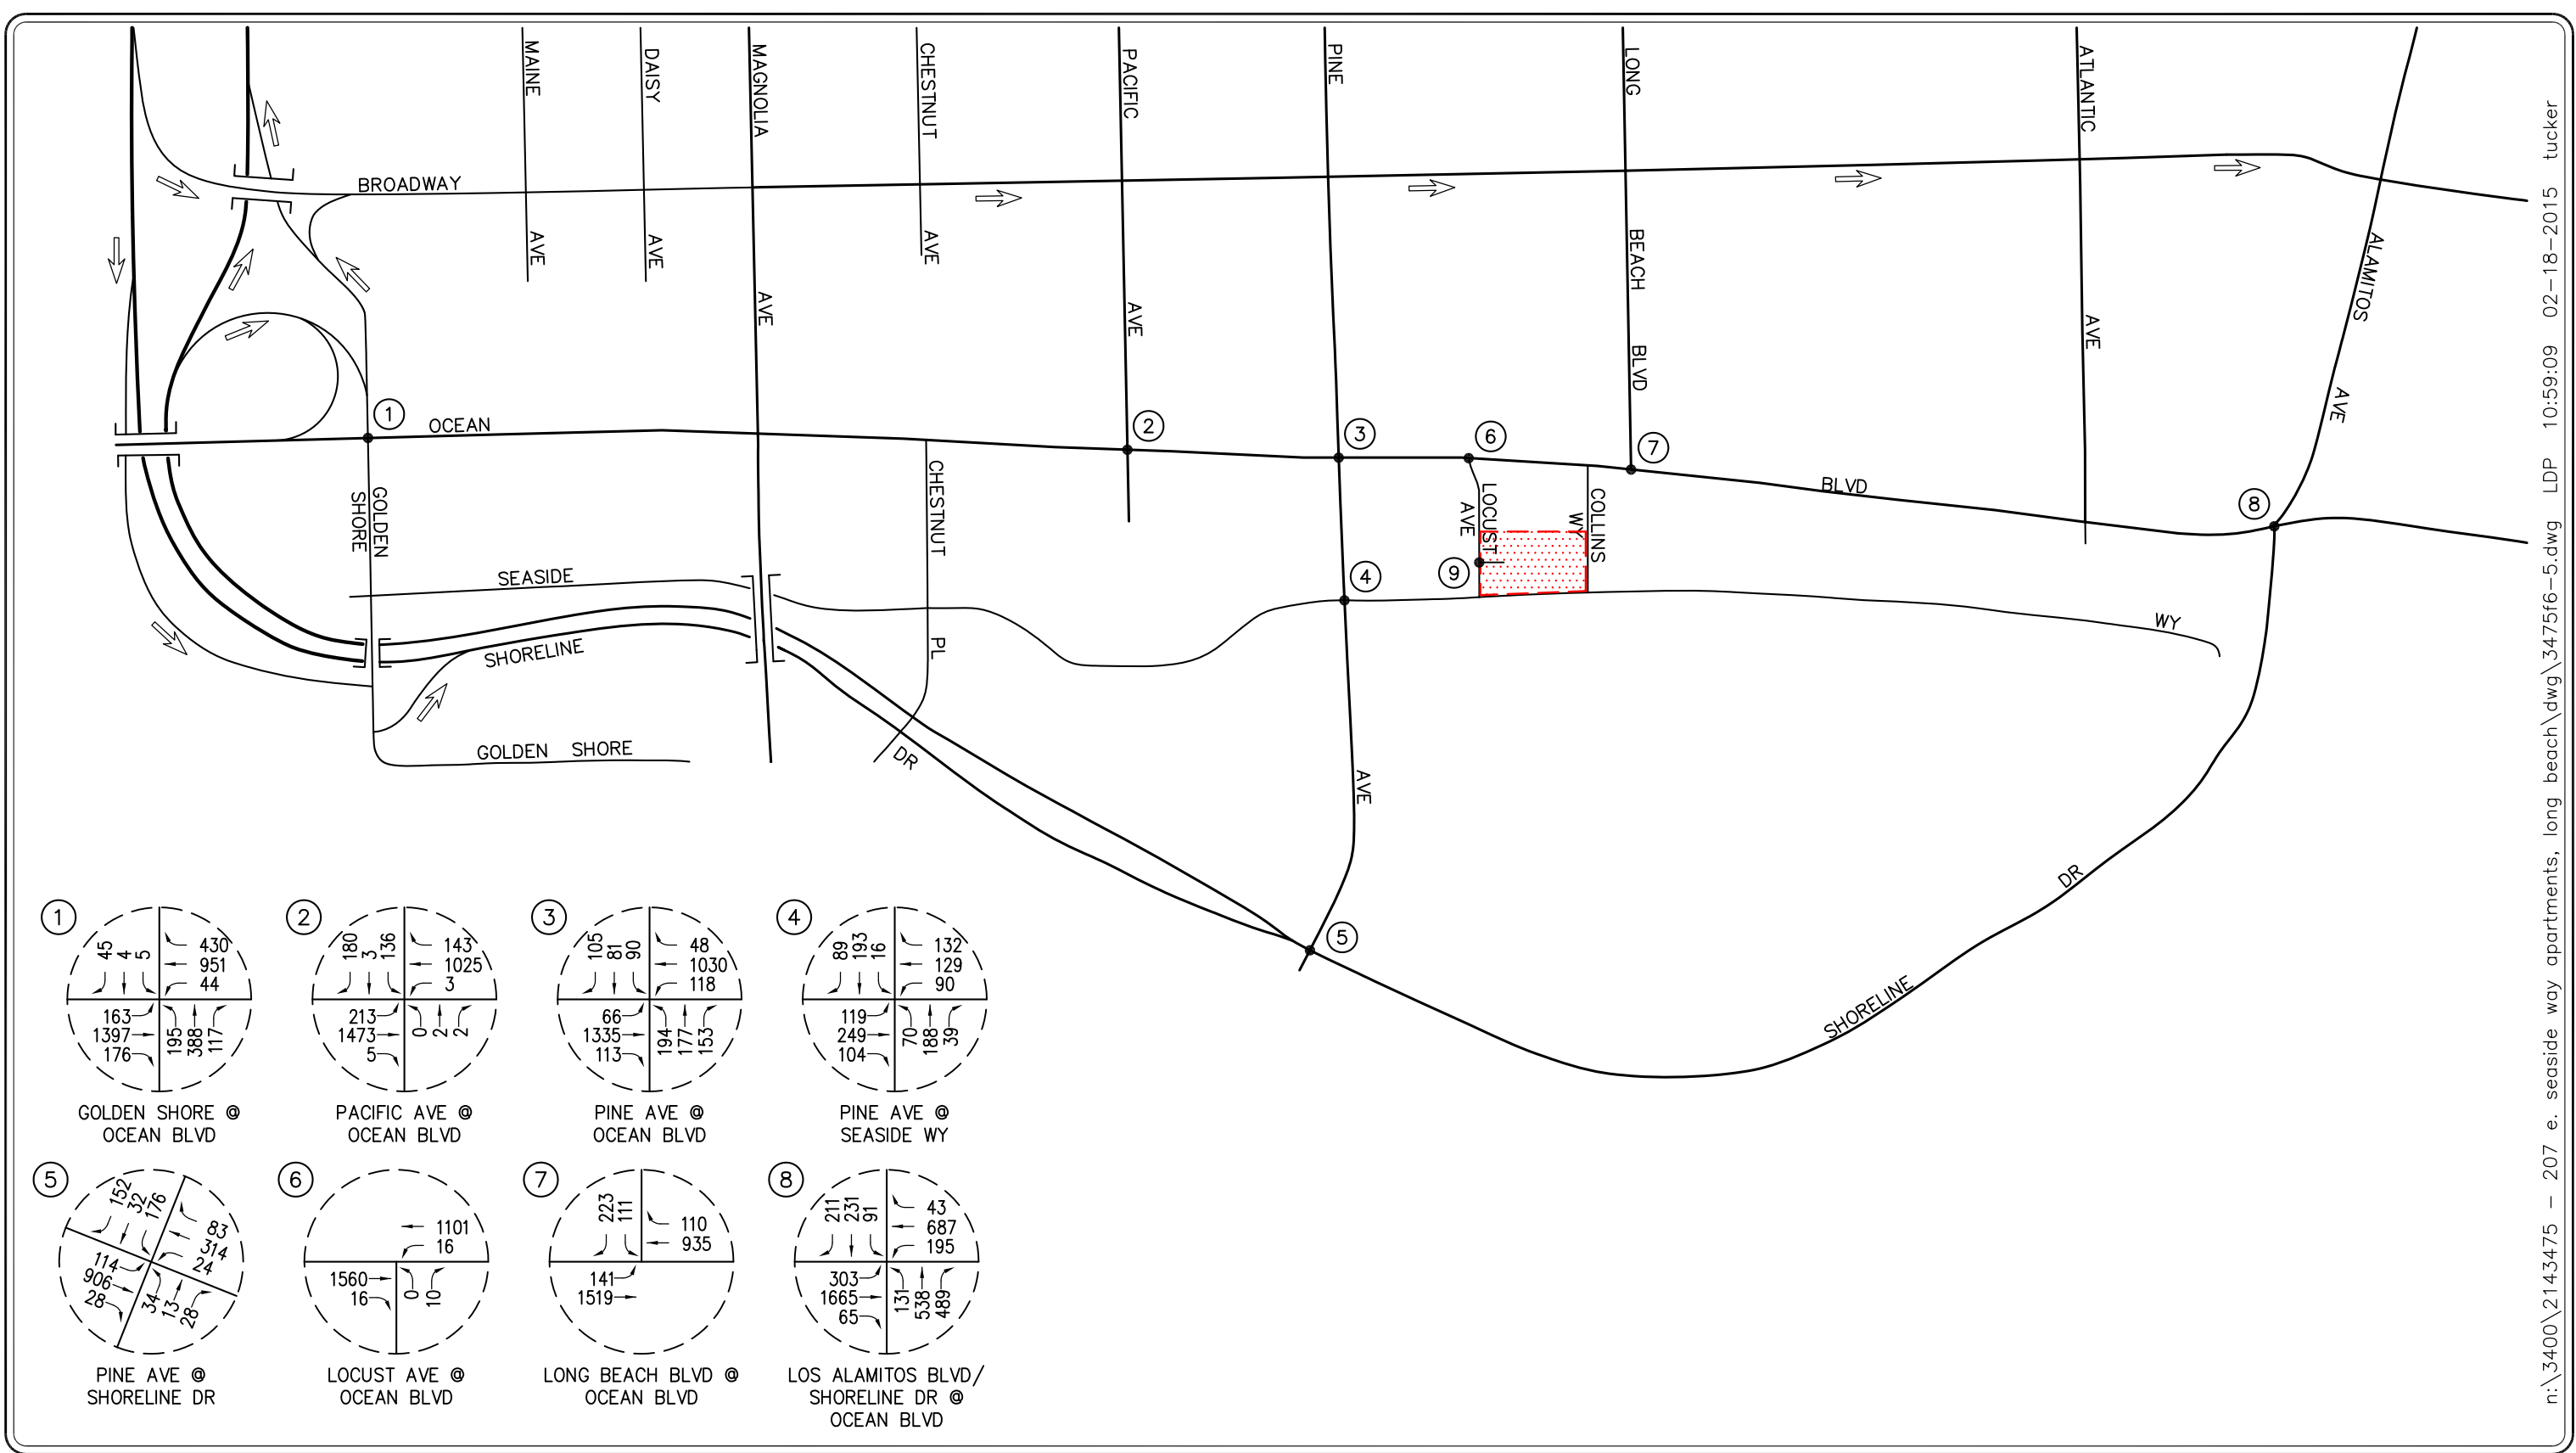 MAINE
AVE
DAISY
AVE
MAGNOLIA
AVE
CHESTNUT
AVE
PACIFIC
AVE
PINE
LONG
BEACH
BLVD
ATLANTIC
AVE
ALAMITOS
AVE
BROADWAY
1
OCEAN
2
3
6
7
BLVD
8
GOLDEN
SHORE
CHESTNUT
PL
LOCUST
AVE
COLLINS
WY
9
4
SEASIDE
WY
SHORELINE
DR
GOLDEN SHORE
AVE
5
SHORELINE
DR
1
45 4 5
430
951
44
163
1397
176
195 388 117
GOLDEN SHORE @
OCEAN BLVD
2
180 3 136
143
1025
3
213
1473
5
0 2 2
PACIFIC AVE @
OCEAN BLVD
3
105 81 90
48
1030
118
66
1335
113
194 177 153
PINE AVE @
OCEAN BLVD
4
89 193 16
132
129
90
119
249
104
70 188 39
PINE AVE @
SEASIDE WY
5
152 32 176
83
314
24
114
906
28
34 13 28
PINE AVE @
SHORELINE DR
6
1101
16
1560
16
0 10
LOCUST AVE @
OCEAN BLVD
7
223 111
110
935
141
1519
LONG BEACH BLVD @
OCEAN BLVD
8
211 231 91
43
687
195
303
1665
65
131 538 489
LOS ALAMITOS BLVD/
SHORELINE DR @
OCEAN BLVD
n:\3400\2143475 - 207 e. seaside way apartments, long beach\dwg\3475f6-5.dwg LDP 10:59:09 02-18-2015 tucker